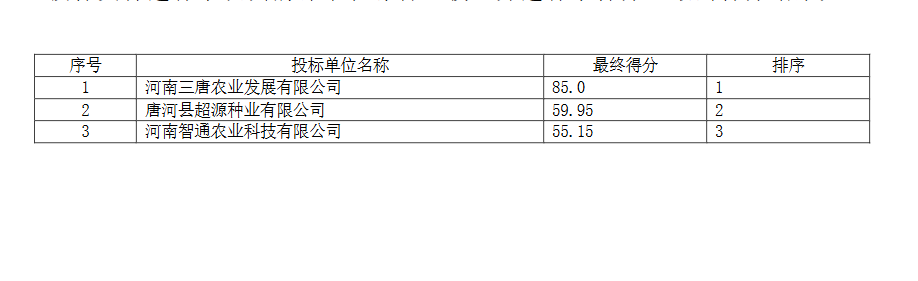 序号 投标单位名称 最终得分 排序
1 河南三唐农业发展有限公司 85.0 1
2 唐河县超源种业有限公司 59.95 2
3 河南智通农业科技有限公司 55.15 3